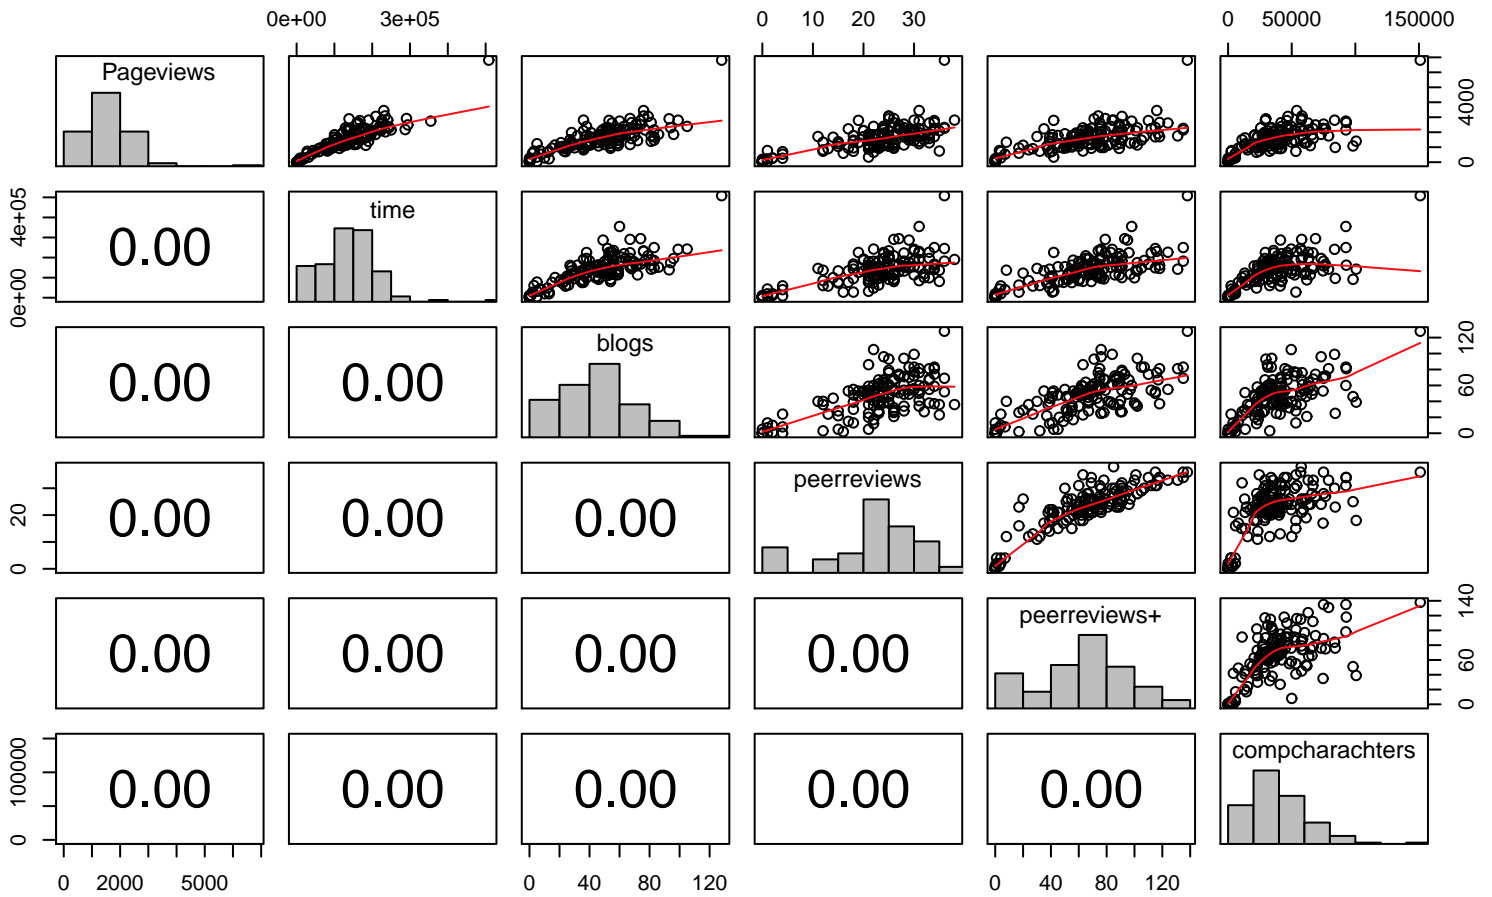 0e+00 3e+05 0 10 20 30 0 50000 150000
Pageviews
0 4000
0e+00 4e+05
0.00
time
0.00 0.00
blogs
0 60 120
0 20
0.00 0.00 0.00
peerreviews
0.00 0.00 0.00 0.00
peerreviews+
0 60 140
0 100000
0.00 0.00 0.00 0.00 0.00
compcharachters
0 2000 5000 0 40 80 120 0 40 80 120